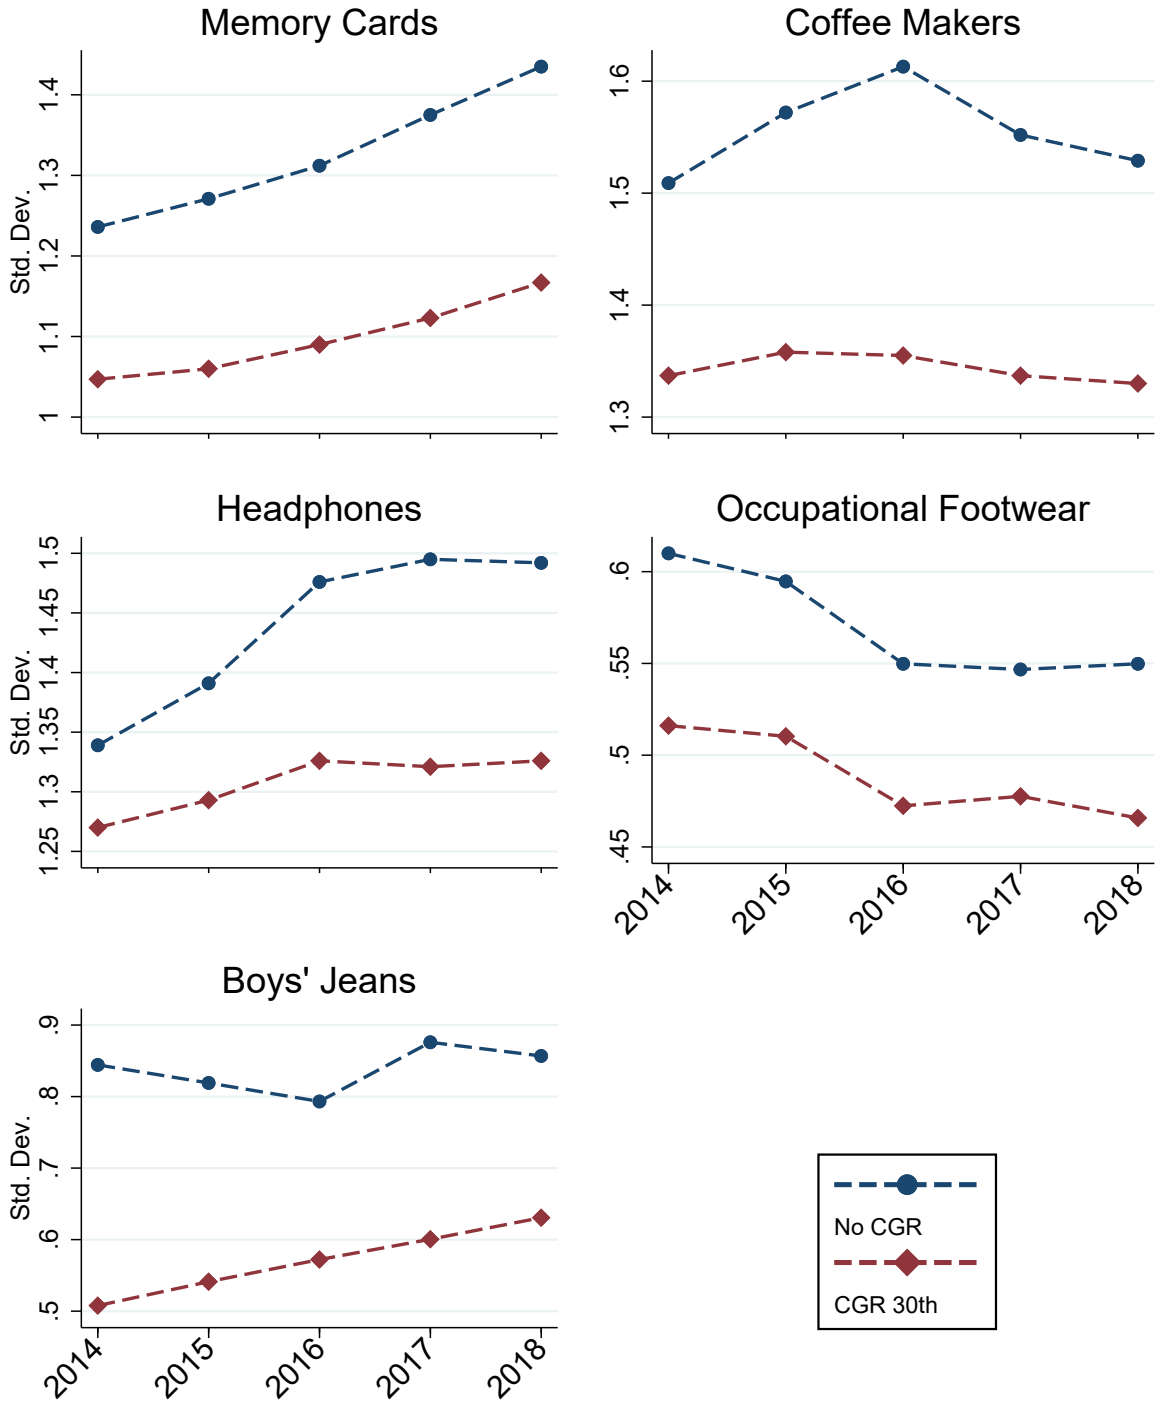 Memory Cards
Std. Dev.
1.4
1.3
1.2
1.1
1
Coffee Makers
1.6
1.5
1.4
1.3
Headphones
Std. Dev.
1.5
1.45
1.4
1.35
1.3
1.25
Occupational Footwear
.6
.55
.5
.45
2014 2015 2016 2017 2018
Boys' Jeans
Std. Dev.
.9
.8
.7
.6
.5
2014 2015 2016 2017 2018
No CGR
CGR 30th